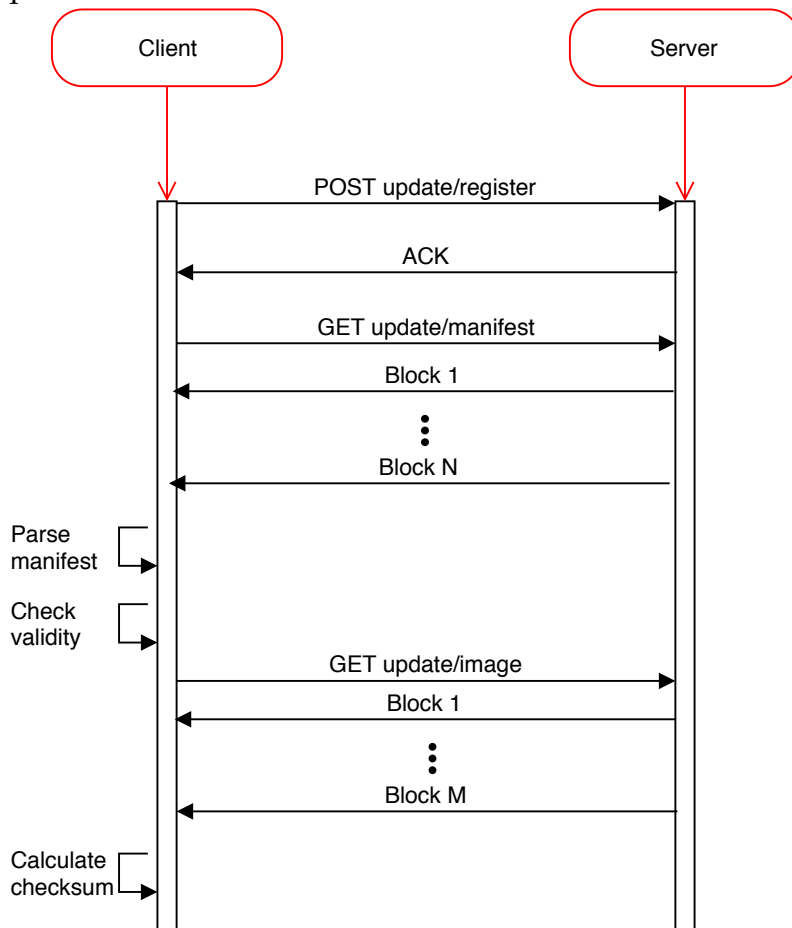 Client
Server
POST update/register
ACK
GET update/manifest
Block 1
Block N
Parse
manifest
Check
validity
GET update/image
Block 1
Block M
Calculate
checksum